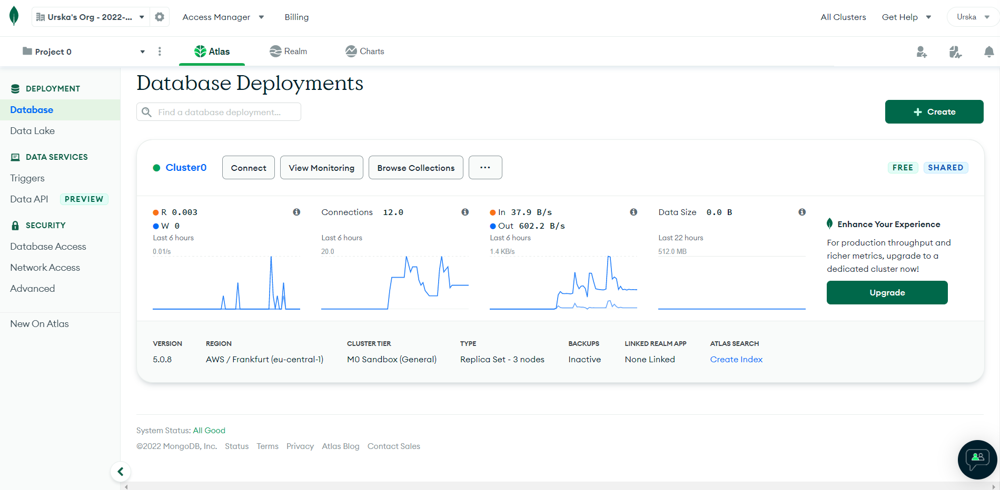 Urska's Org - 2022-...
Access Manager
Billing
All Clusters
Get Help
Urska
Project 0
Atlas
Realm
Charts
DEPLOYMENT
Database
Data Lake
DATA SERVICES
Triggers
Data API PREVIEW
SECURITY
Database Access
Network Access
Advanced
New On Atlas
Database Deployments
Find a database deployment...
+ Create
Cluster0
Connect
View Monitoring
Browse Collections
...
FREE
SHARED
R 0.003
W 0
Last 6 hours
0.01/s
Connections 12.0
Last 6 hours
20.0
In 37.9 B/s
Out 602.2 B/s
Last 6 hours
1.4 KB/s
Data Size 0.0 B
Last 22 hours
512.0 MB
Enhance Your Experience
For production throughput and
richer metrics, upgrade to a
dedicated cluster now!
Upgrade
VERSION
5.0.8
REGION
AWS / Frankfurt (eu-central-1)
CLUSTER TIER
M0 Sandbox (General)
TYPE
Replica Set - 3 nodes
BACKUPS
Inactive
LINKED REALM APP
None Linked
ATLAS SEARCH
Create Index
System Status: All Good
©2022 MongoDB, Inc. Status Terms Privacy Atlas Blog Contact Sales